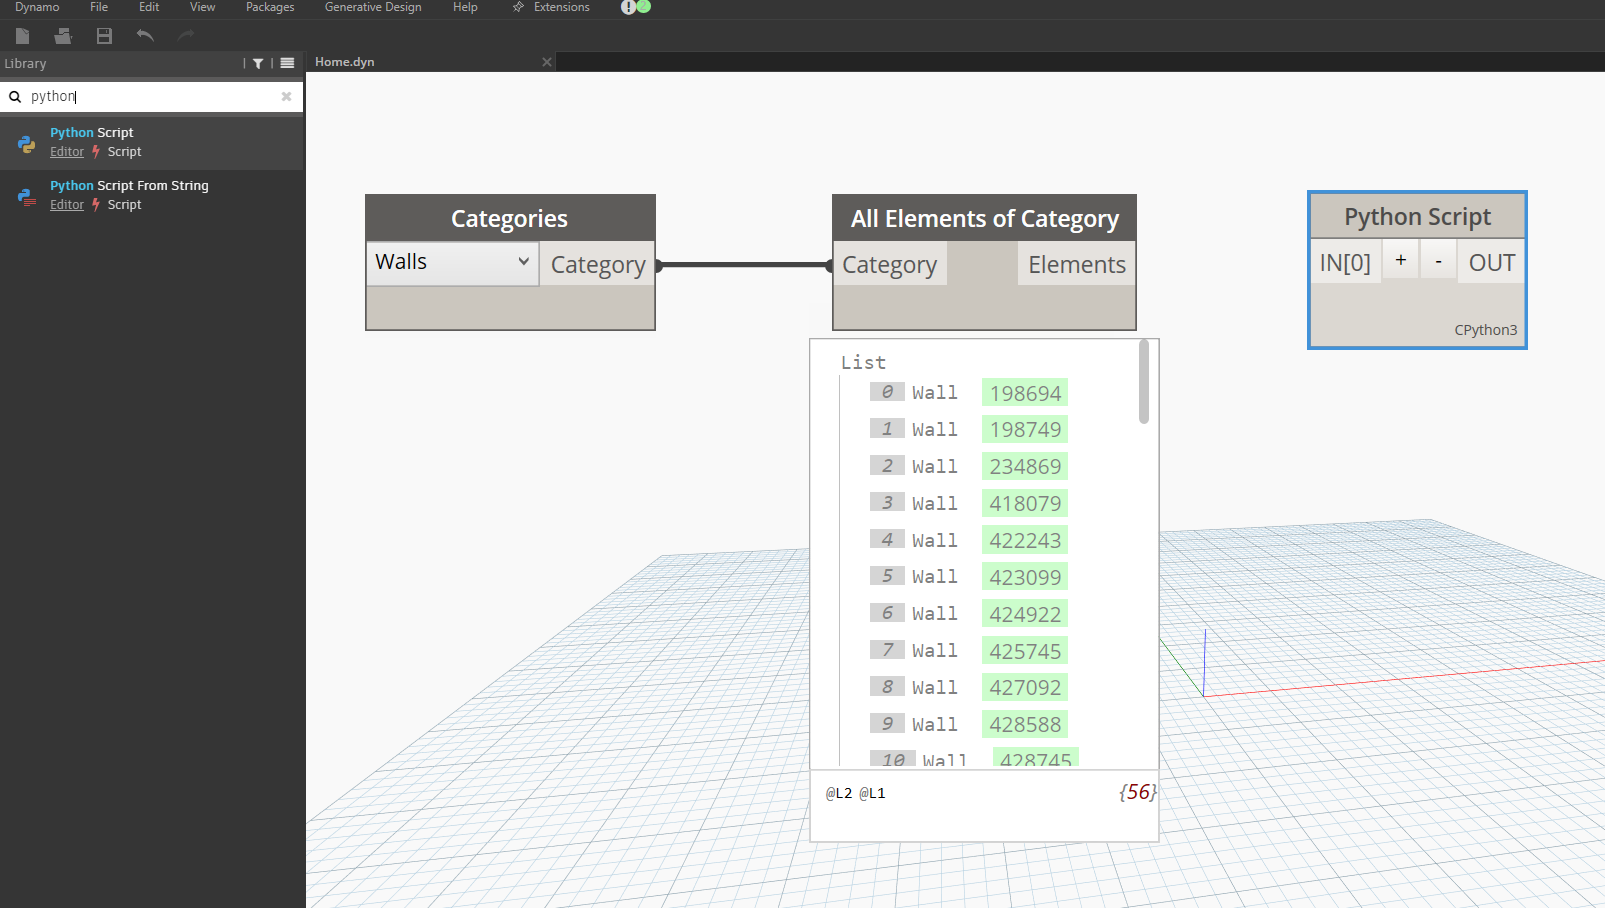 Dynamo File Edit View Packages Generative Design Help Extensions
Library
Home.dyn
python
Python Script
Editor Script
Python Script From String
Editor Script
Categories
Walls Category
All Elements of Category
Category Elements
Python Script
IN[0] + - OUT
CPython3
List
0 Wall 198694
1 Wall 198749
2 Wall 234869
3 Wall 418079
4 Wall 422243
5 Wall 423099
6 Wall 424922
7 Wall 425745
8 Wall 427092
9 Wall 428588
10 Wall 428745
@L2 @L1 {56}